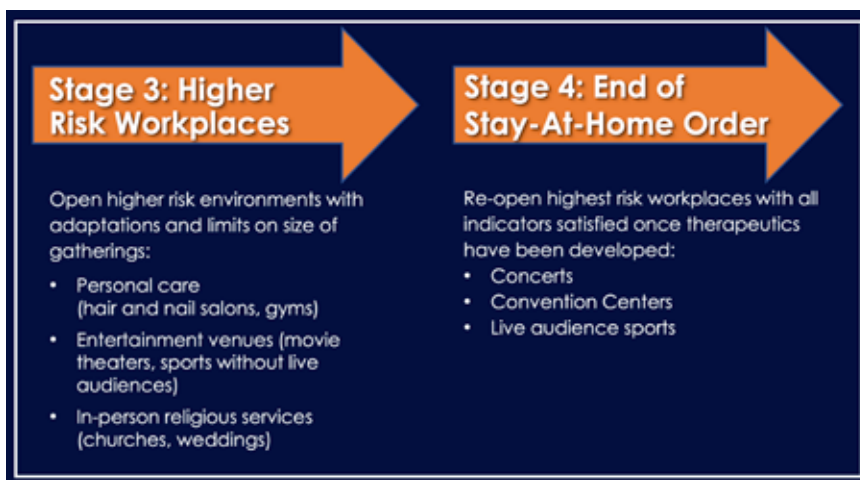 Stage 3: Higher
Risk Workplaces
Open higher risk environments with
adaptations and limits on size of
gatherings:
• Personal care
(hair and nail salons, gyms)
• Entertainment venues (movie
theaters, sports without live
audiences)
• In-person religious services
(churches, weddings)
Stage 4: End of
Stay-At-Home Order
Re-open highest risk workplaces with all
indicators satisfied once therapeutics
have been developed:
• Concerts
• Convention Centers
• Live audience sports